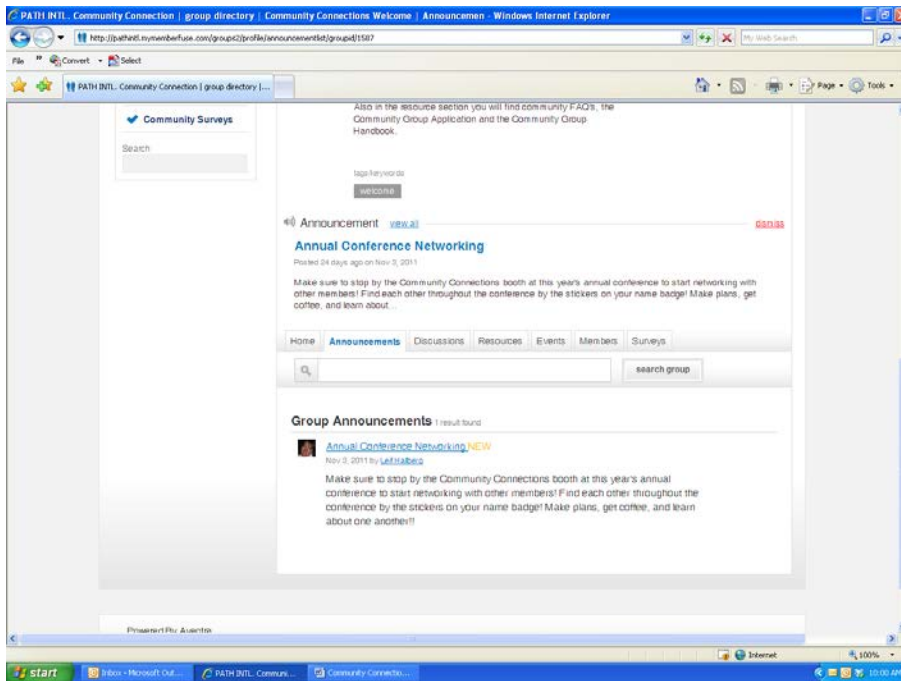 PATH INTL. Community Connection | group directory | Community Connections Welcome | Announcemen - Windows Internet Explorer
http://pathintl.mymemberfuse.com/groups2/profile/announcementlist/groupid/1587
My Web Search
File » Convert Select
PATH INTL. Community Connection | group directory |...
Page Tools
Also in the resource section you will find community FAQ's, the
Community Group Application and the Community Group
Handbook.
Community Surveys
Search
tags/keywords
welcome
Announcement view all dismiss
Annual Conference Networking
Posted 24 days ago on Nov 3, 2011
Make sure to stop by the Community Connections booth at this year's annual conference to start networking with
other members! Find each other throughout the conference by the stickers on your name badge! Make plans, get
coffee, and learn about...
Home Announcements Discussions Resources Events Members Surveys
search group
Group Announcements 1 result found
Annual Conference Networking NEW
Nov 3, 2011 by Leif Hallberg
Make sure to stop by the Community Connections booth at this year's annual
conference to start networking with other members! Find each other throughout the
conference by the stickers on your name badge! Make plans, get coffee, and learn
about one another!!!
Powered By: Avectra
Internet 100%
start Inbox - Microsoft Out... PATH INTL. Communi... Community Connectio... 10:00 AM